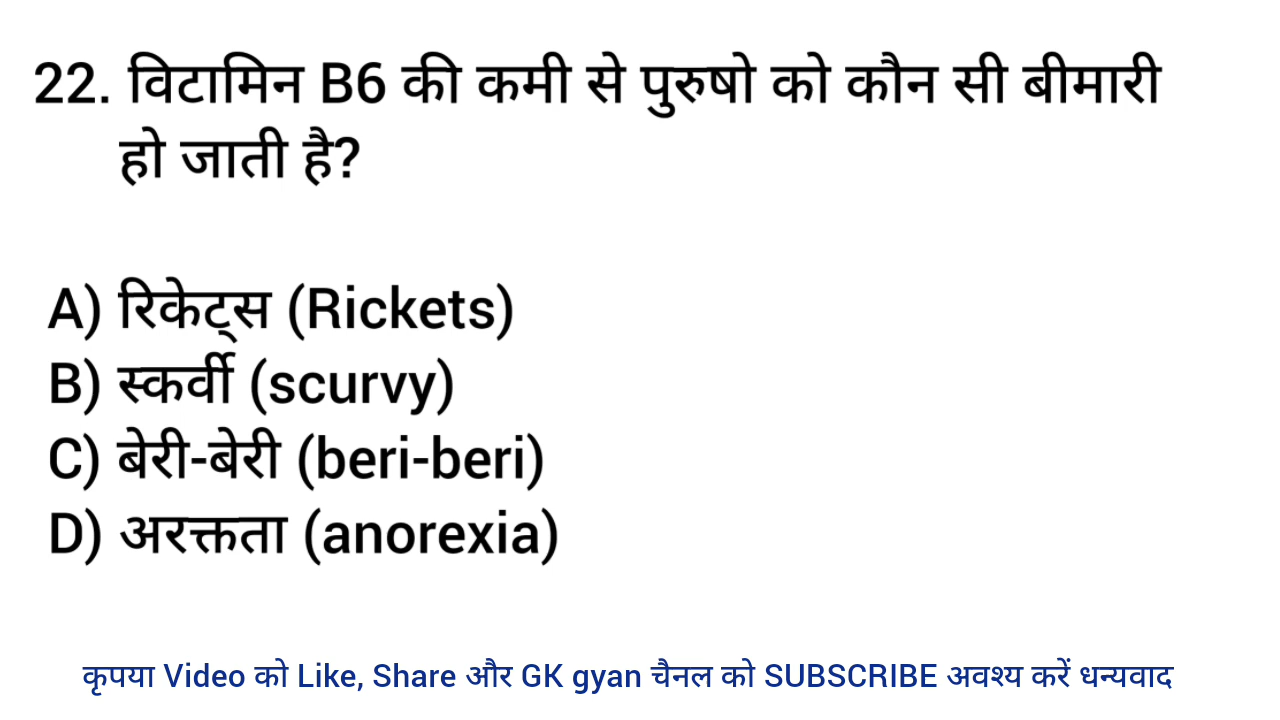 22. विटामिन B6 की कमी से पुरुषो को कौन सी बीमारी
हो जाती है?
A) रिकेट्स (Rickets)
B) स्कर्वी (scurvy)
C) बेरी-बेरी (beri-beri)
D) अरक्तता (anorexia)
कृपया Video को Like, Share और GK gyan चैनल को SUBSCRIBE अवश्य करें धन्यवाद